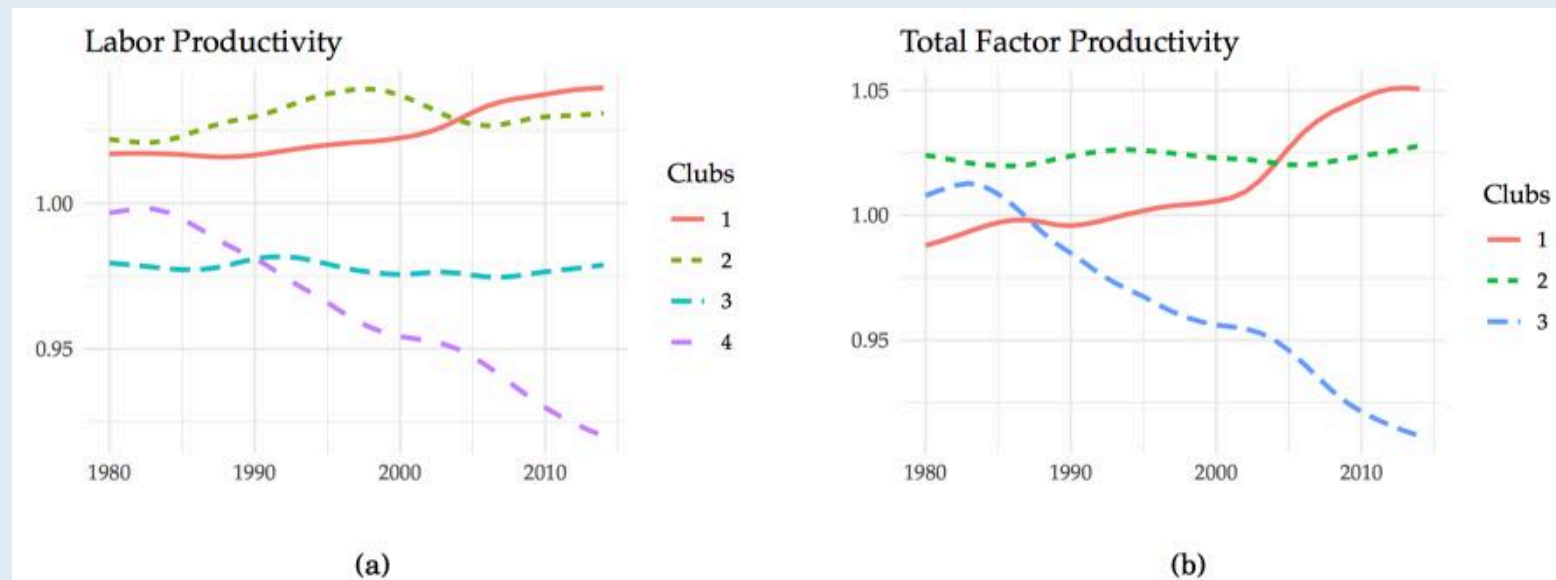 Labor Productivity
1.00
0.95
1980 1990 2000 2010
Clubs
1
2
3
4
(a)
Total Factor Productivity
1.05
1.00
0.95
1980 1990 2000 2010
Clubs
1
2
3
(b)